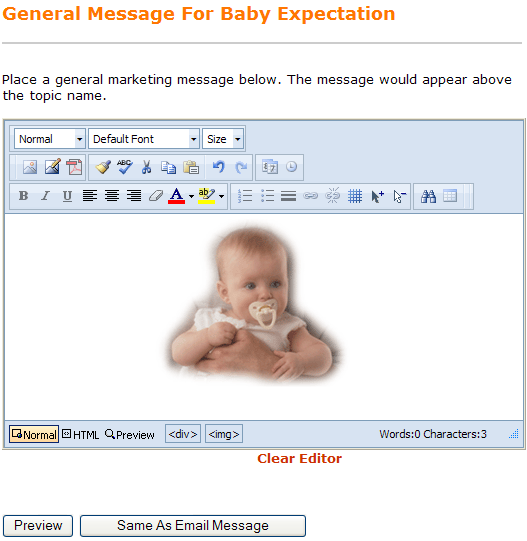 General Message For Baby Expectation
Place a general marketing message below. The message would appear above
the topic name.
Normal Default Font Size
ABC
B I U A ab
Normal HTML Preview <div> <img> Words:0 Characters:3
Clear Editor
Preview Same As Email Message